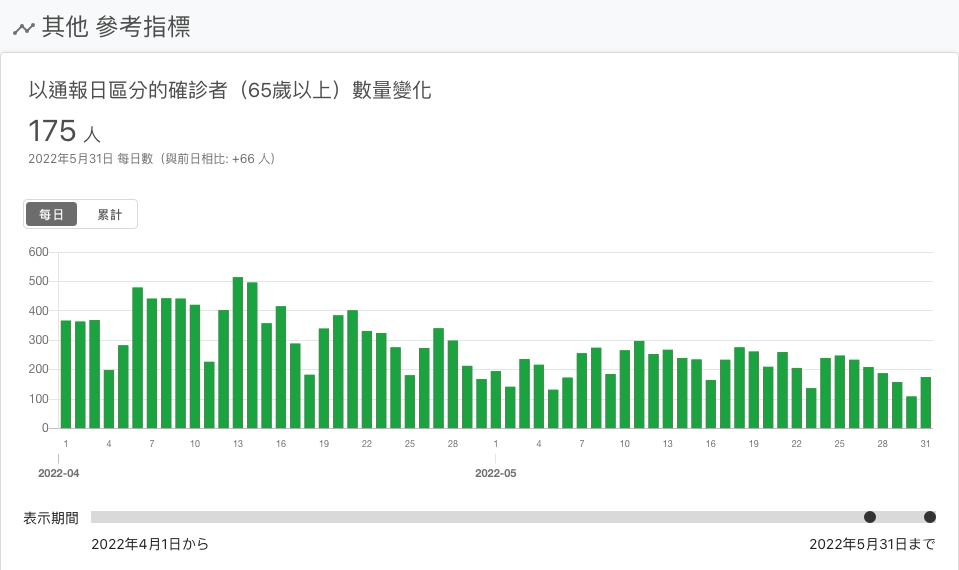 其他 參考指標
以通報日區分的確診者（65歲以上）數量變化
175 人
2022年5月31日 每日數（與前日相比: +66 人）
每日 累計
600
500
400
300
200
100
0
1 4 7 10 13 16 19 22 25 28 1 4 7 10 13 16 19 22 25 28 31
2022-04 2022-05
表示期間
2022年4月1日から 2022年5月31日まで